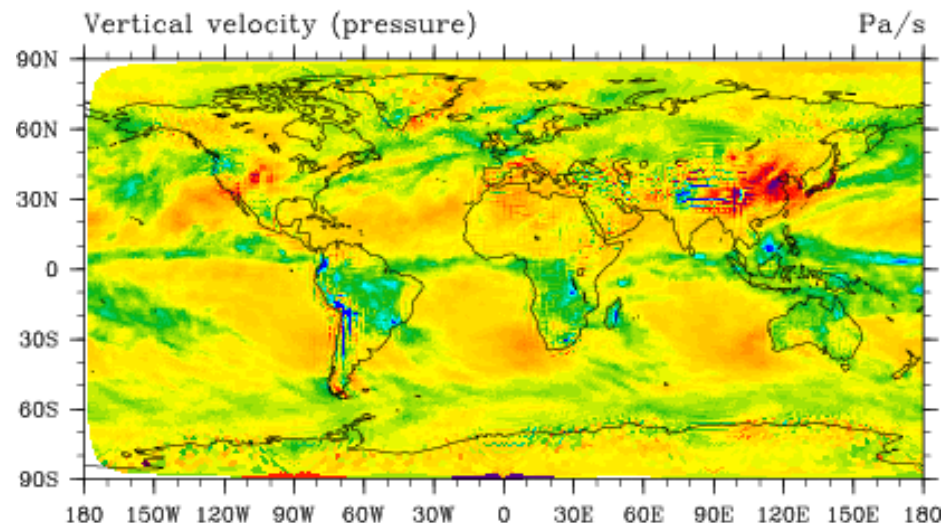 Vertical velocity (pressure) Pa/s
90N
60N
30N
0
30S
60S
90S
180 150W 120W 90W 60W 30W 0 30E 60E 90E 120E 150E 180